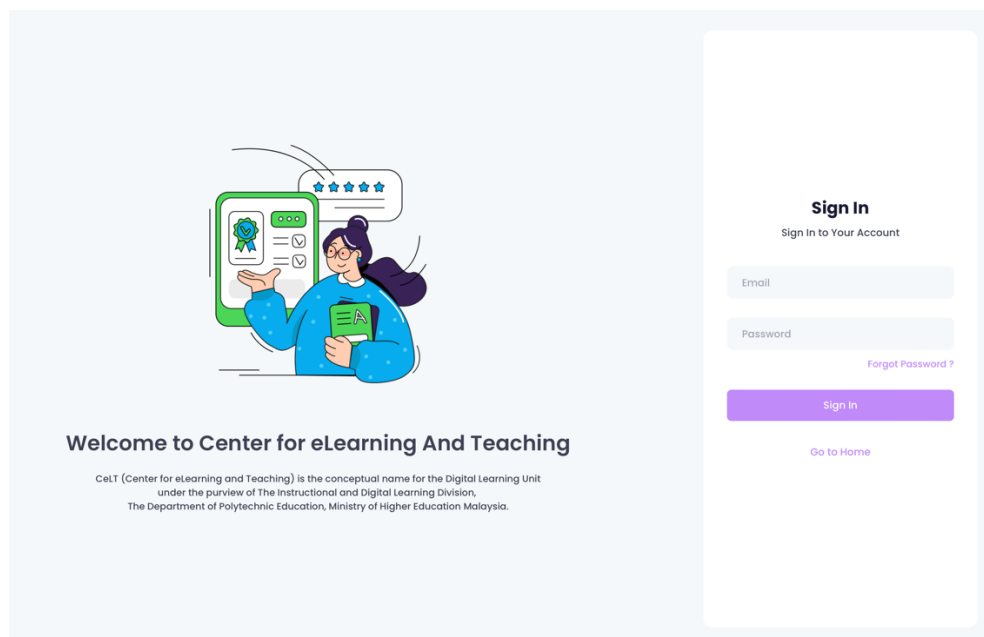 Welcome to Center for eLearning And Teaching
CeLT (Center for eLearning and Teaching) is the conceptual name for the Digital Learning Unit
under the purview of The Instructional and Digital Learning Division,
The Department of Polytechnic Education, Ministry of Higher Education Malaysia.
A
Sign In
Sign In to Your Account
Email
Password
Forgot Password ?
Sign In
Go to Home